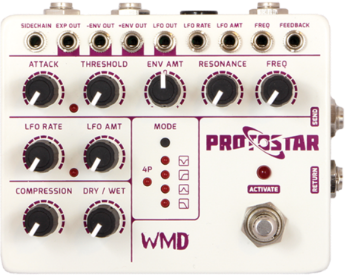 SIDECHAIN EXP OUT -ENV OUT +ENV OUT LFO OUT LFO RATE LFO AMT FREQ FEEDBACK
ATTACK THRESHOLD ENV AMT RESONANCE FREQ
SEND
LFO RATE LFO AMT MODE PROTOSTAR
4P
RETURN
ACTIVATE
COMPRESSION DRY / WET
WMD